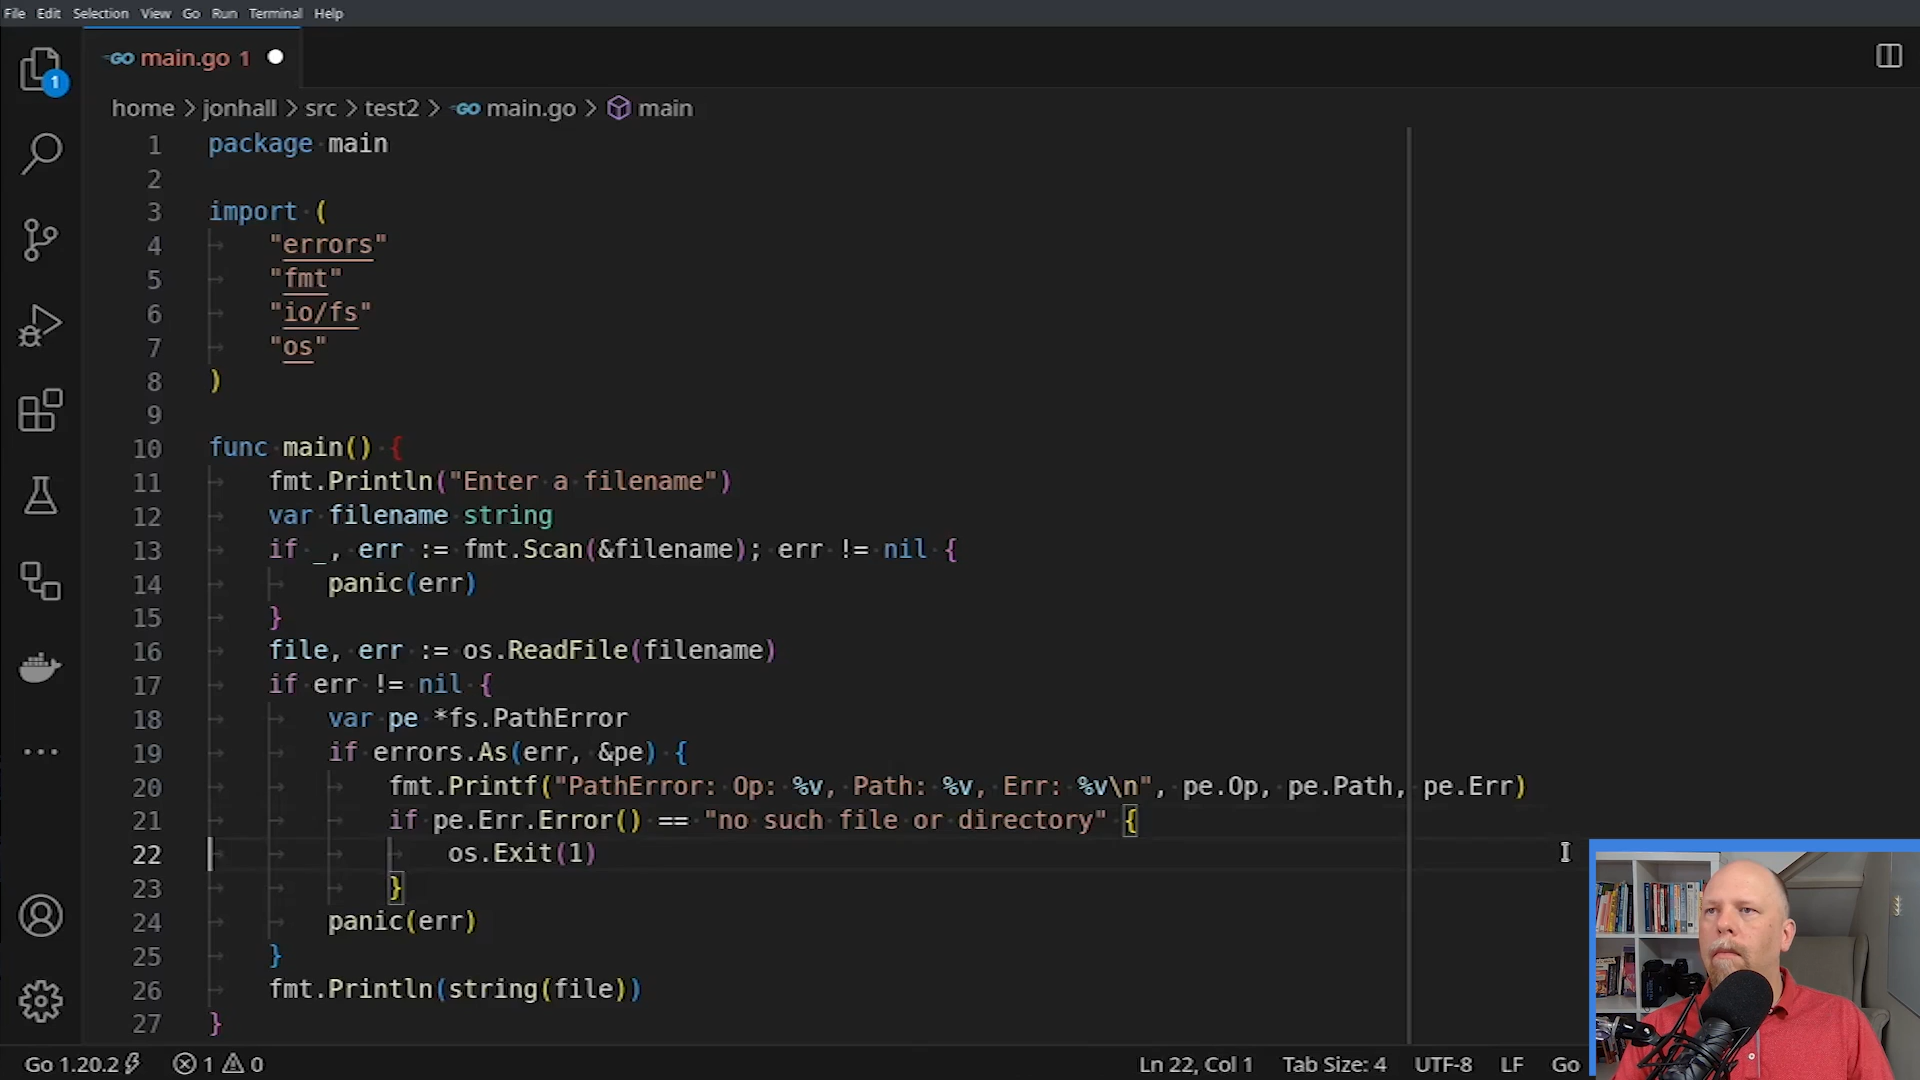 File Edit Selection View Go Run Terminal Help
GO main.go 1
home > jonhall > src > test2 > GO main.go > main
1
1 package main
2
3 import (
4 "errors"
5 "fmt"
6 "io/fs"
7 "os"
8 )
9
10 func main() {
11 fmt.Println("Enter a filename")
12 var filename string
13 if _, err := fmt.Scan(&filename); err != nil {
14 panic(err)
15 }
16 file, err := os.ReadFile(filename)
17 if err != nil {
18 var pe *fs.PathError
19 if errors.As(err, &pe) {
20 fmt.Printf("PathError: Op: %v, Path: %v, Err: %v\n", pe.Op, pe.Path, pe.Err)
21 if pe.Err.Error() == "no such file or directory" {
22 os.Exit(1)
23 }
24 panic(err)
25 }
26 fmt.Println(string(file))
27 }
Go 1.20.2 1 0 Ln 22, Col 1 Tab Size: 4 UTF-8 LF Go